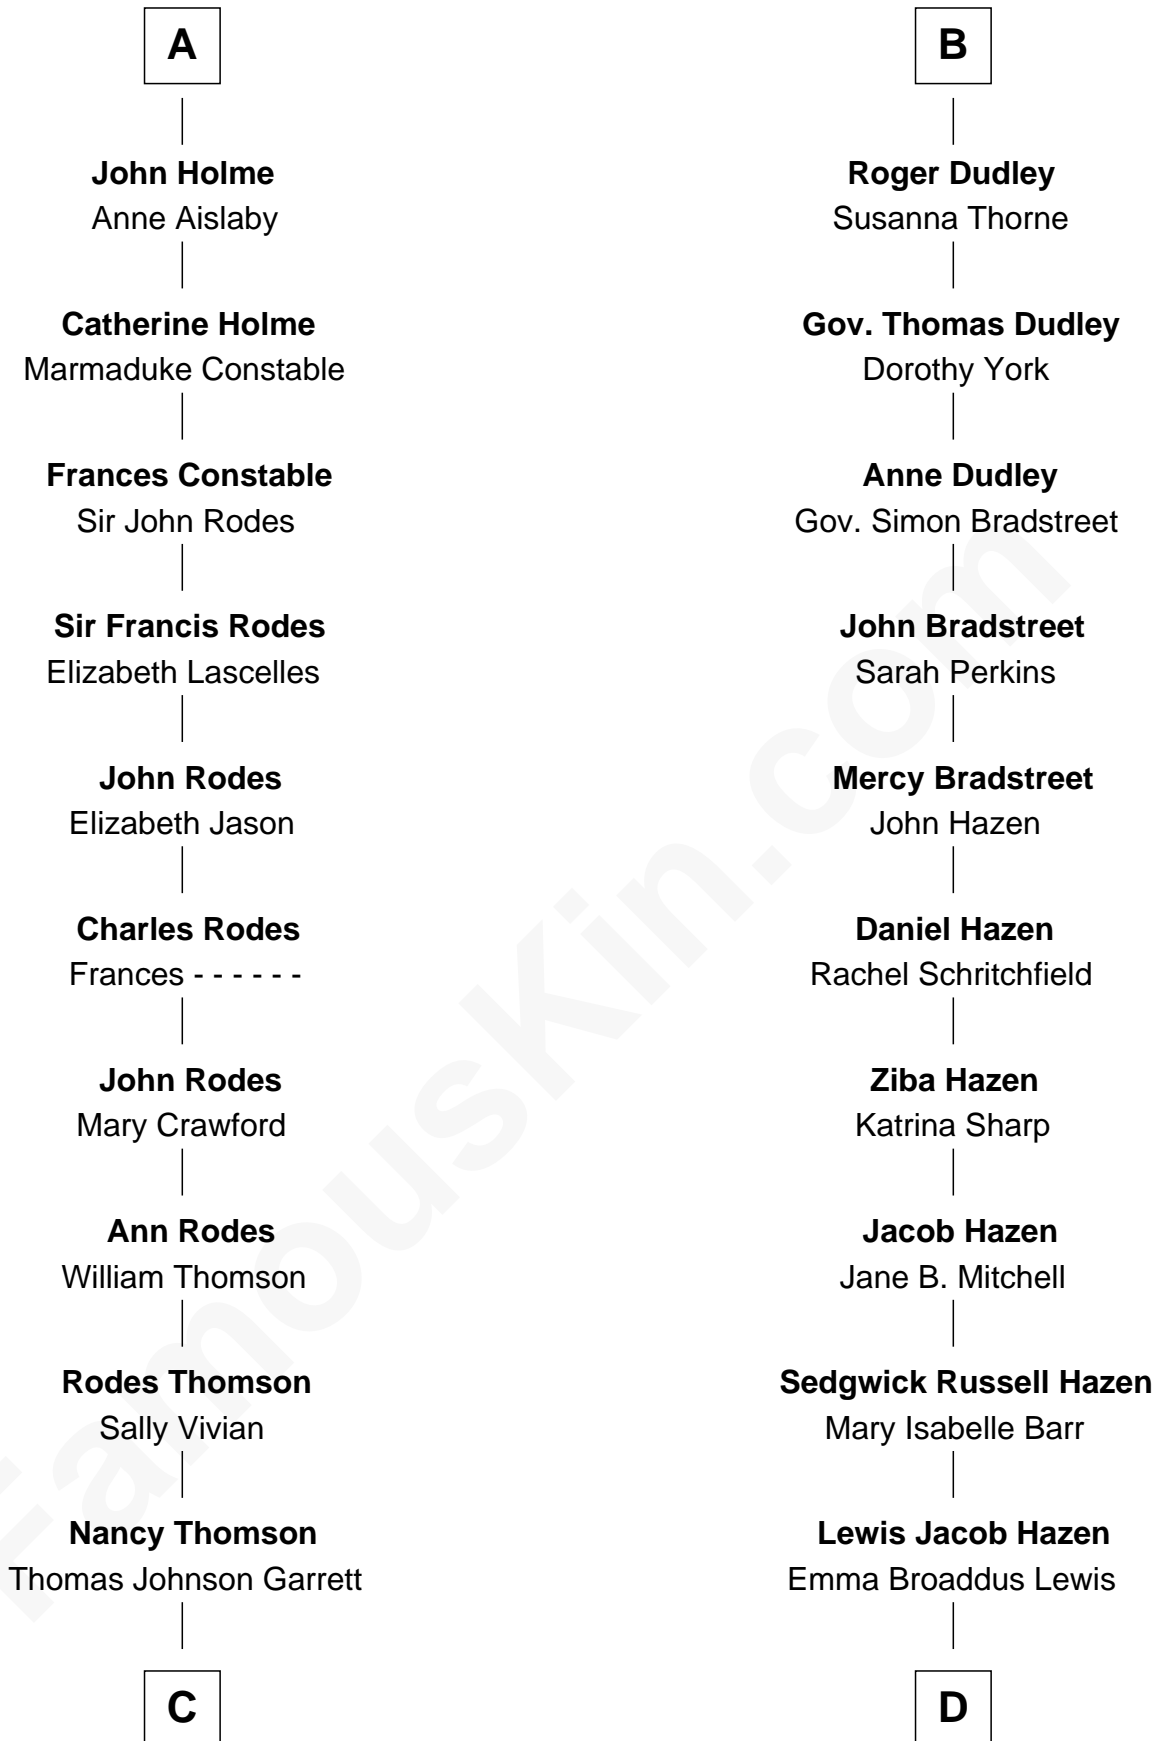 A
John Holme
Anne Aislaby
Catherine Holme
Marmaduke Constable
Frances Constable
Sir John Rodes
Sir Francis Rodes
Elizabeth Lascelles
John Rodes
Elizabeth Jason
Charles Rodes
Frances - - - - - -
John Rodes
Mary Crawford
Ann Rodes
William Thomson
Rodes Thomson
Sally Vivian
Nancy Thomson
Thomas Johnson Garrett
C
B
Roger Dudley
Susanna Thorne
Gov. Thomas Dudley
Dorothy York
Anne Dudley
Gov. Simon Bradstreet
John Bradstreet
Sarah Perkins
Mercy Bradstreet
John Hazen
Daniel Hazen
Rachel Schritchfield
Ziba Hazen
Katrina Sharp
Jacob Hazen
Jane B. Mitchell
Sedgwick Russell Hazen
Mary Isabelle Barr
Lewis Jacob Hazen
Emma Broaddus Lewis
D
FamousKin.com